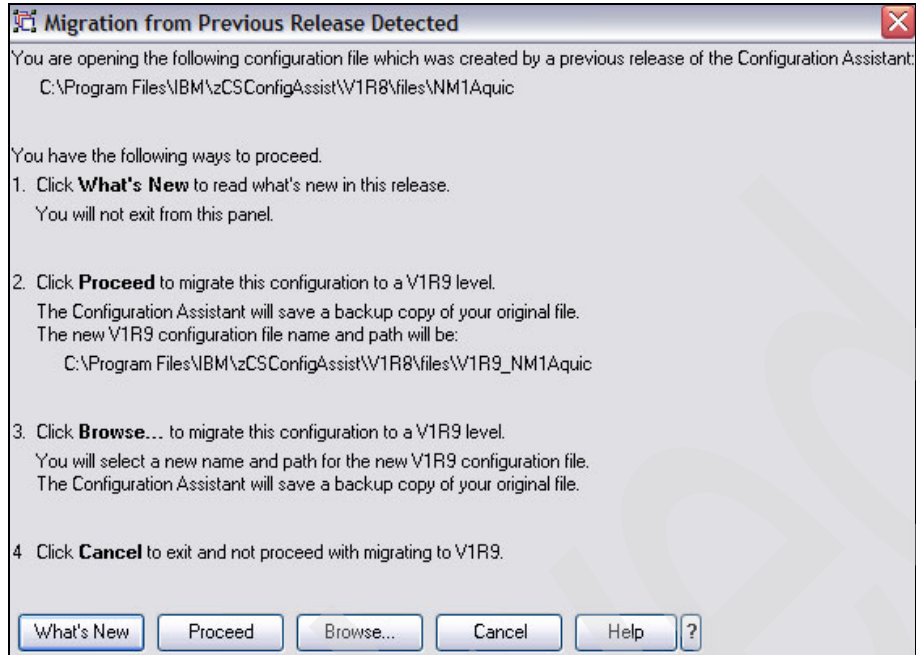 Migration from Previous Release Detected
You are opening the following configuration file which was created by a previous release of the Configuration Assistant:
C:\Program Files\IBM\zCSConfigAssist\V1R8\files\NM1Aquic
You have the following ways to proceed.
1. Click What's New to read what's new in this release.
You will not exit from this panel.
2. Click Proceed to migrate this configuration to a V1R9 level.
The Configuration Assistant will save a backup copy of your original file.
The new V1R9 configuration file name and path will be:
C:\Program Files\IBM\zCSConfigAssist\V1R8\files\V1R9_NM1Aquic
3. Click Browse... to migrate this configuration to a V1R9 level.
You will select a new name and path for the new V1R9 configuration file.
The Configuration Assistant will save a backup copy of your original file.
4 Click Cancel to exit and not proceed with migrating to V1R9.
What's New Proceed Browse... Cancel Help ?